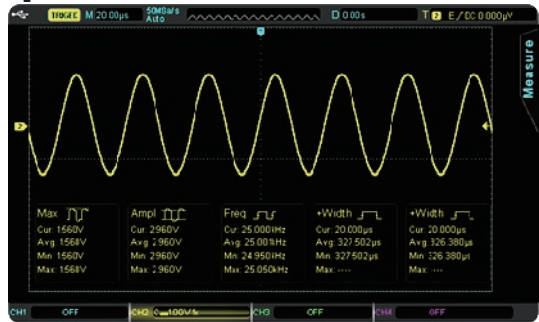 TRIGED M 20.00μs 50MSa/s D 0.00s T 2 E/DC 0.000μV
Auto
Measure
2
Max Ampl Freq +Width +Width
Cur: 1.560V Cur: 2.960V Cur: 25.000kHz Cur: 20.000μs Cur: 20.000μs
Avg: 1.568V Avg: 2.960V Avg: 25.001kHz Avg: 327.502μs Avg: 326.380μs
Min: 1.560V Min: 2.960V Min: 24.950kHz Min: 327.502μs Min: 326.380μs
Max: 1.568V Max: 2.960V Max: 25.050kHz Max: ---- Max: ----
CH1 OFF CH2 CH3 OFF CH4 OFF